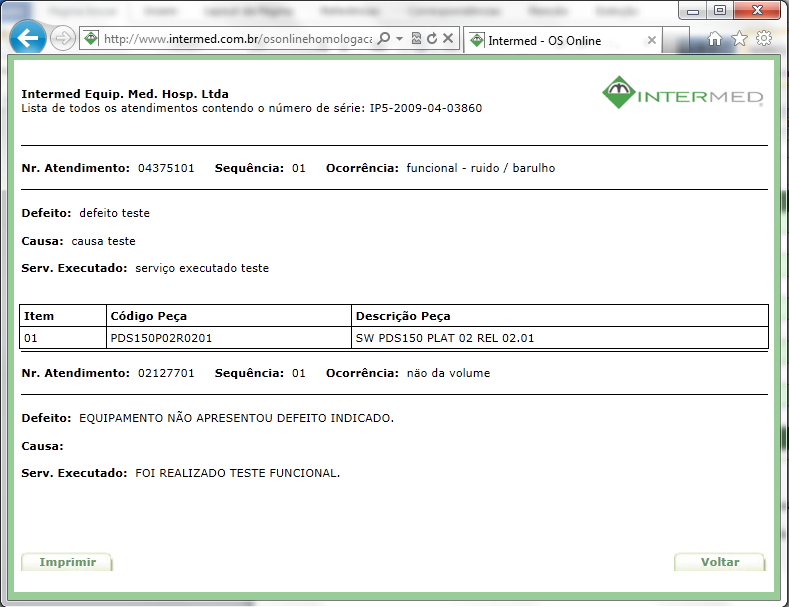 http://www.intermed.com.br/osonlinehomologaca
Intermed - OS Online
Intermed Equip. Med. Hosp. Ltda
Lista de todos os atendimentos contendo o número de série: IP5-2009-04-03860
INTERMED
Nr. Atendimento: 04375101 Sequência: 01 Ocorrência: funcional - ruido / barulho
Defeito: defeito teste
Causa: causa teste
Serv. Executado: serviço executado teste
Item Código Peça Descrição Peça
01 PDS150P02R0201 SW PDS150 PLAT 02 REL 02.01
Nr. Atendimento: 02127701 Sequência: 01 Ocorrência: não da volume
Defeito: EQUIPAMENTO NÃO APRESENTOU DEFEITO INDICADO.
Causa:
Serv. Executado: FOI REALIZADO TESTE FUNCIONAL.
Imprimir Voltar